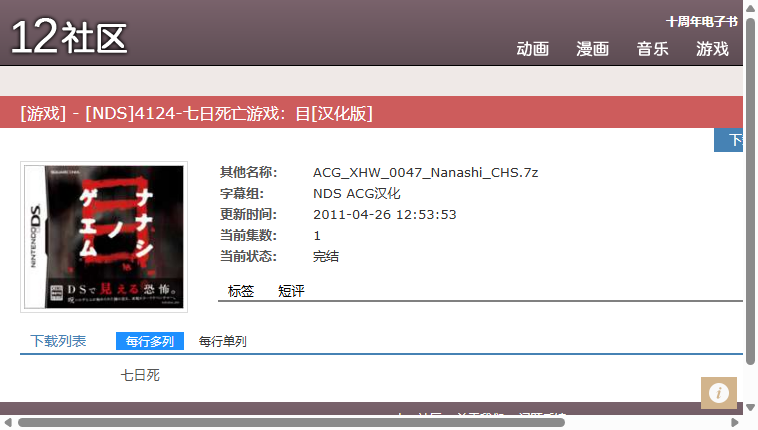 12社区
十周年电子书
动画 漫画 音乐 游戏
[游戏] - [NDS]4124-七日死亡游戏：目[汉化版]
NINTENDO DS
ナナシ
ノ
ゲエム
DSで見える恐怖。
其他名称： ACG_XHW_0047_Nanashi_CHS.7z
字幕组： NDS ACG汉化
更新时间： 2011-04-26 12:53:53
当前集数： 1
当前状态： 完结
标签 短评
下载列表 每行多列 每行单列
七日死